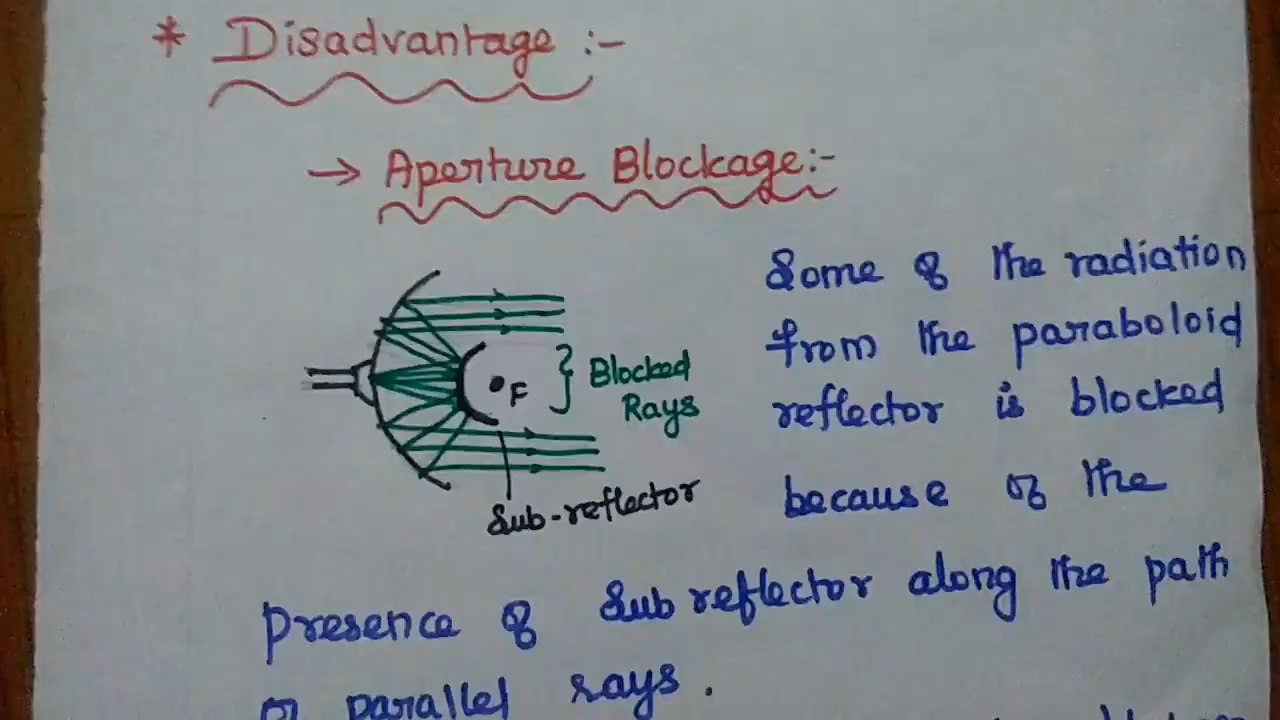 * Disadvantage :-
→ Aperture Blockage:-
Some of the radiation
from the paraboloid
reflector is blocked
because of the
F
} Blocked
Rays
Sub-reflector
presence of Sub reflector along the path
of parallel rays.